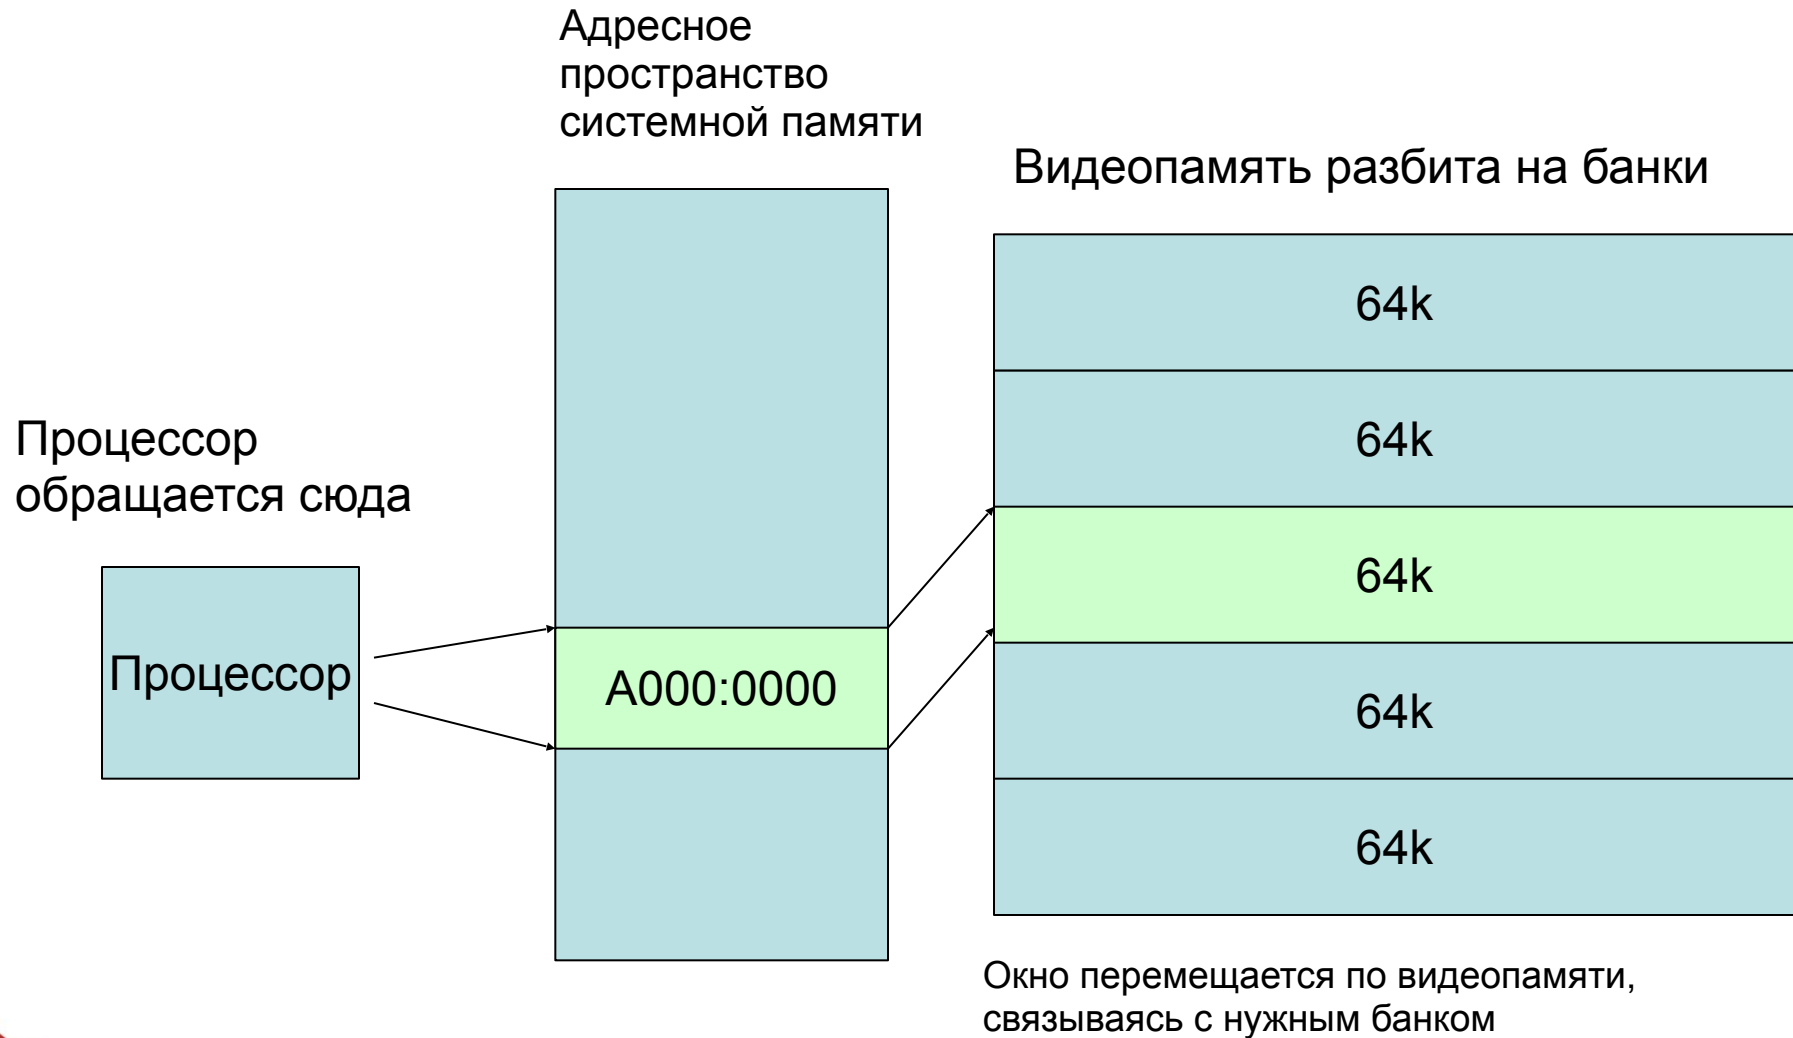 Адресное
пространство
системной памяти
Видеопамять разбита на банки
Процессор
обращается сюда
Процессор
A000:0000
64k
64k
64k
64k
64k
Окно перемещается по видеопамяти,
связываясь с нужным банком